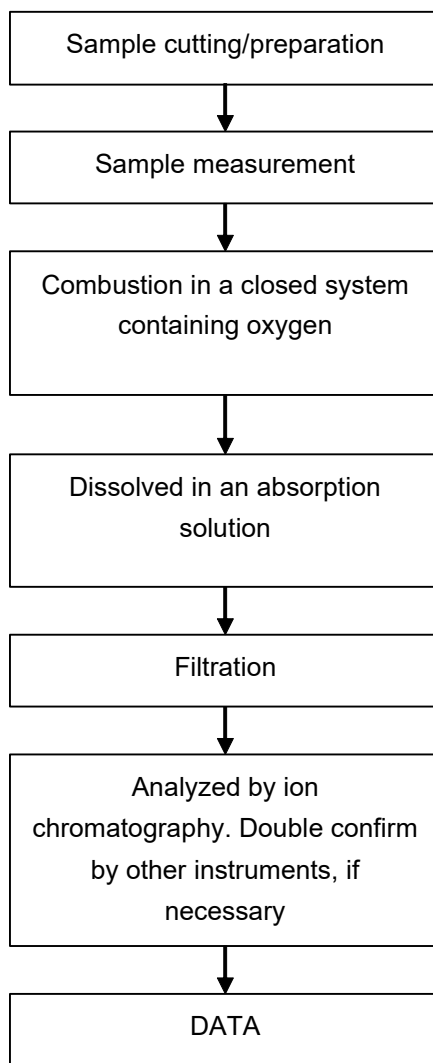 Sample cutting/preparation
Sample measurement
Combustion in a closed system
containing oxygen
Dissolved in an absorption
solution
Filtration
Analyzed by ion
chromatography. Double confirm
by other instruments, if
necessary
DATA